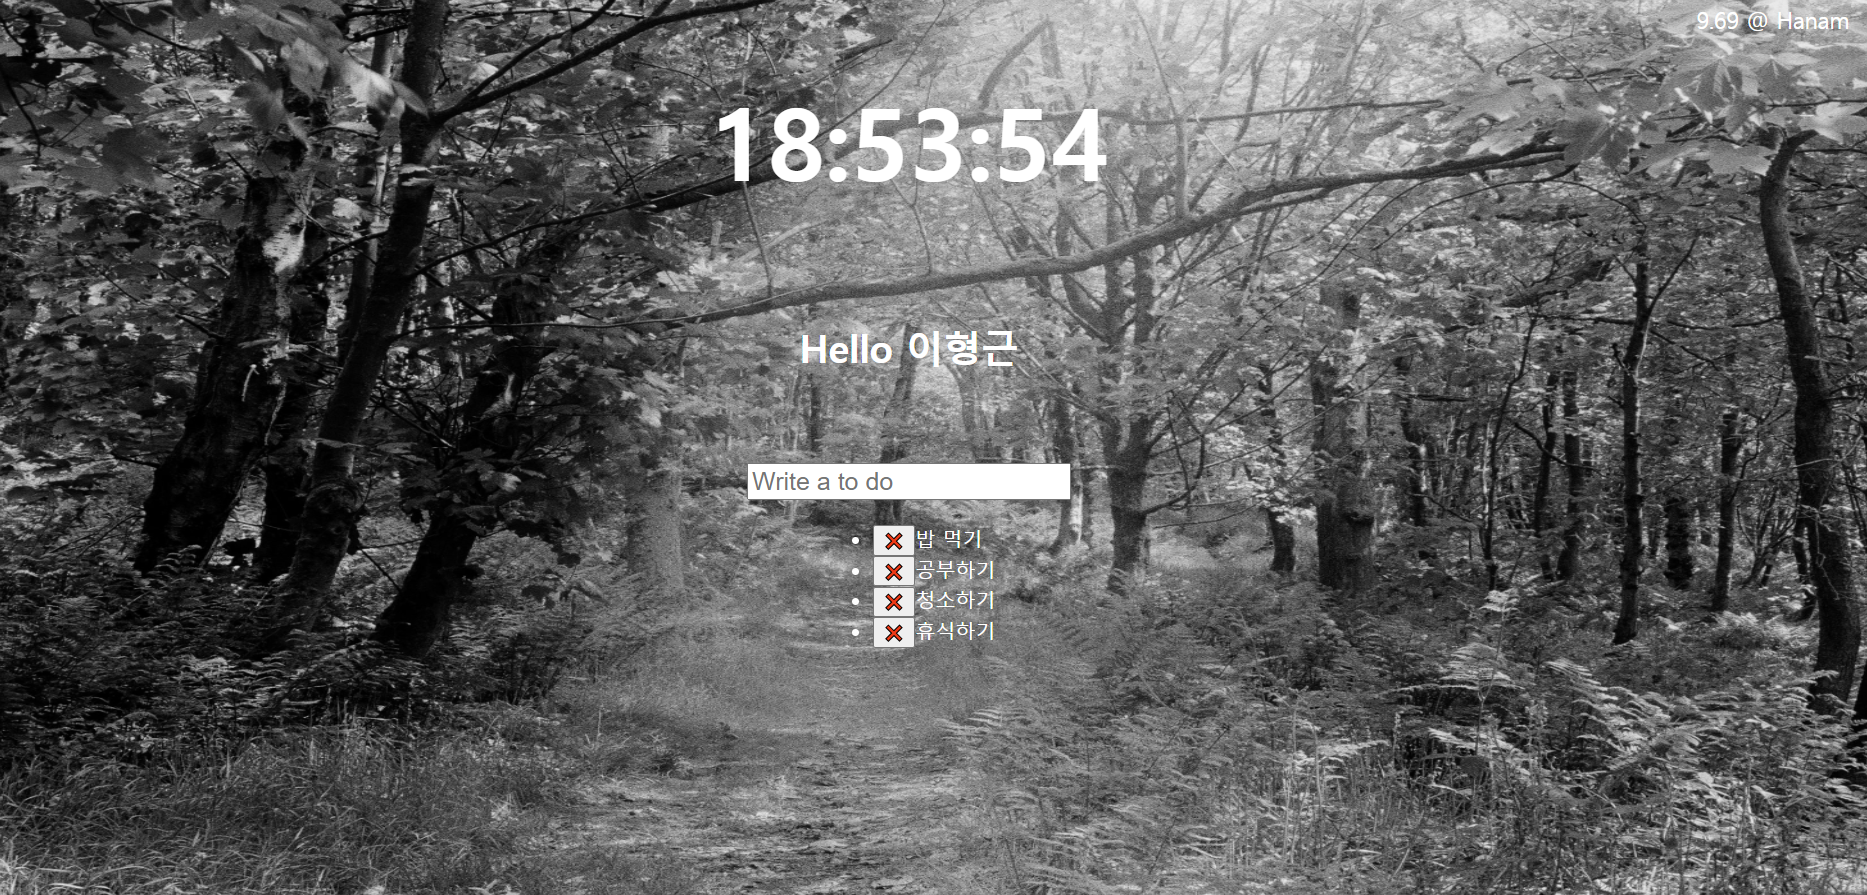 9.69 @ Hanam
18:53:54
Hello 이형근
Write a to do
밥 먹기
공부하기
청소하기
휴식하기